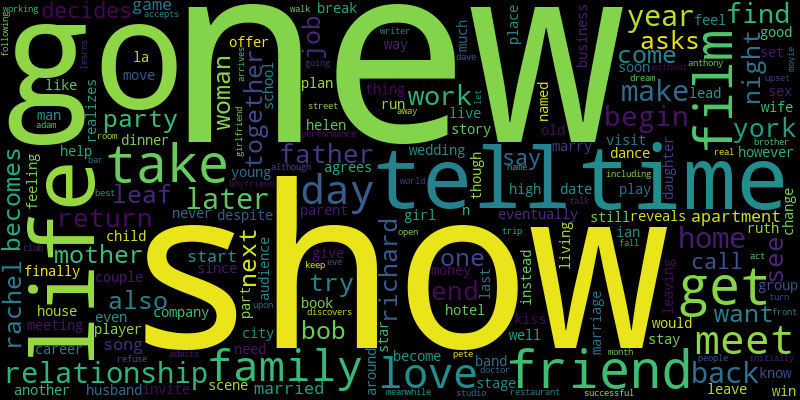 working
accepts
decides
game
break
go
new
job
offer
way
much
place
business
year
asks
find
film
night
feel
walk
writer
going
following
learns
la
move
like
man
adam
realizes
woman
together
school
plan
thing
run
street
away
let
dave
named
come
soon
make
lead
set
good
anthony
sex
wife
dream
upset
movie
without
party
room
dinner
girlfriend
arrives
performance
helen
live
story
work
old
marry
begin
york
visit
dance
daughter
real
brother
however
including
help
bar
take
father
wedding
agrees
tell
say
time
life
feeling
becomes
best
leaf
later
young
although
boyfriend
day
name
though
high
date
play
talk
world
return
never
despite
parent
girl
n
eventually
still
reveals
apartment
change
mother
child
start
next
audience
richard
one
living
ian
fall
home
ruth
see
show
rachel
finally
also
couple
since
give
open
trip
call
group
act
house
part
keep
eve
try
money
end
last
instead
leaving
get
want
turn
front
meeting
even
company
upon
book
discovers
hotel
marriage
would
career
player
song
city
bob
star
kiss
well
stay
meet
need
around
become
band
pete
month
people
initially
refuse
admits
relationship
family
scene
love
stage
doctor
friend
back
know
another
husband
invite
married
meanwhile
studio
restaurant
successful
leave
win
club